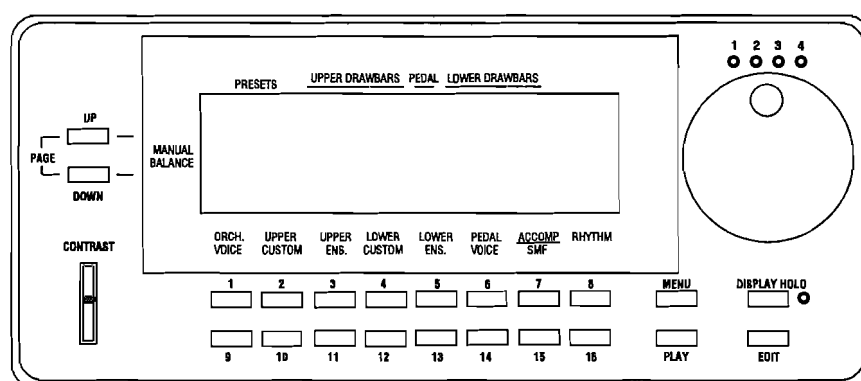 1 2 3 4
PRESETS UPPER DRAWBARS PEDAL LOWER DRAWBARS
UP
PAGE
DOWN
MANUAL
BALANCE
CONTRAST
ORCH. VOICE
UPPER CUSTOM
UPPER ENS.
LOWER CUSTOM
LOWER ENS.
PEDAL VOICE
ACCOMP SMF
RHYTHM
1 2 3 4 5 6 7 8 MENU DISPLAY HOLO
9 10 11 12 13 14 15 16 PLAY EDIT